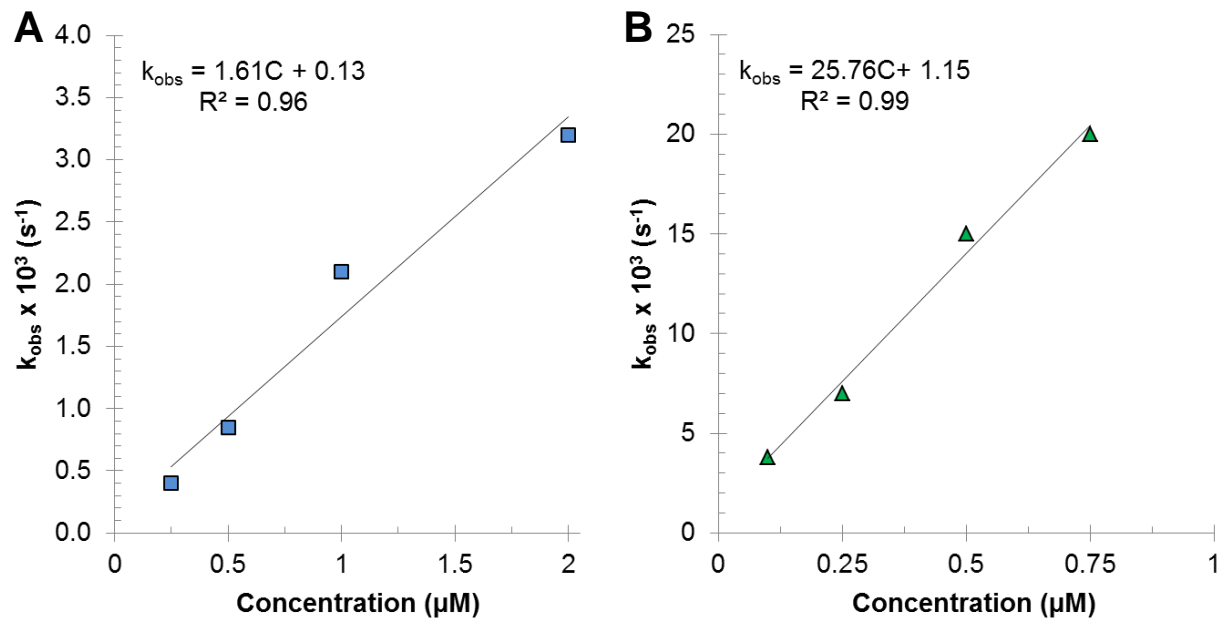 A
k_obs = 1.61C + 0.13
R² = 0.96
4.0
3.5
3.0
2.5
2.0
1.5
1.0
0.5
0.0
k_obs x 10³ (s⁻¹)
0
0.5
1
1.5
2
Concentration (µM)
B
k_obs = 25.76C+ 1.15
R² = 0.99
25
20
15
10
5
0
k_obs x 10³ (s⁻¹)
0
0.25
0.5
0.75
1
Concentration (µM)